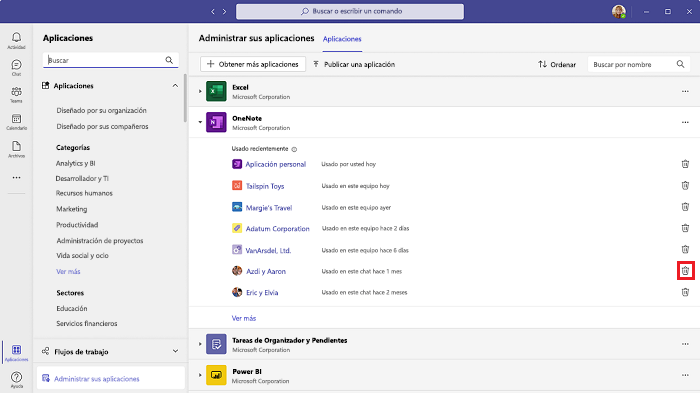 Buscar o escribir un comando
Actividad
Chat
Teams
Calendario
Archivos
Aplicaciones
Ayuda
Aplicaciones
Buscar
Aplicaciones
Diseñado por su organización
Diseñado por sus compañeros
Categorías
Analytics y BI
Desarrollador y TI
Recursos humanos
Marketing
Productividad
Administración de proyectos
Vida social y ocio
Ver más
Sectores
Educación
Servicios financieros
Flujos de trabajo
Administrar sus aplicaciones
Administrar sus aplicaciones Aplicaciones
Obtener más aplicaciones Publicar una aplicación Ordenar Buscar por nombre
Excel
Microsoft Corporation
OneNote
Microsoft Corporation
Usado recientemente
Aplicación personal Usado por usted hoy
Tailspin Toys Usado en este equipo hoy
Margie's Travel Usado en este equipo ayer
Adatum Corporation Usado en este equipo hace 2 días
VanArsdel, Ltd. Usado en este equipo hace 6 días
Azdi y Aaron Usado en este chat hace 1 mes
Eric y Elvia Usado en este chat hace 2 meses
Ver más
Tareas de Organizador y Pendientes
Microsoft Corporation
Power BI
Microsoft Corporation